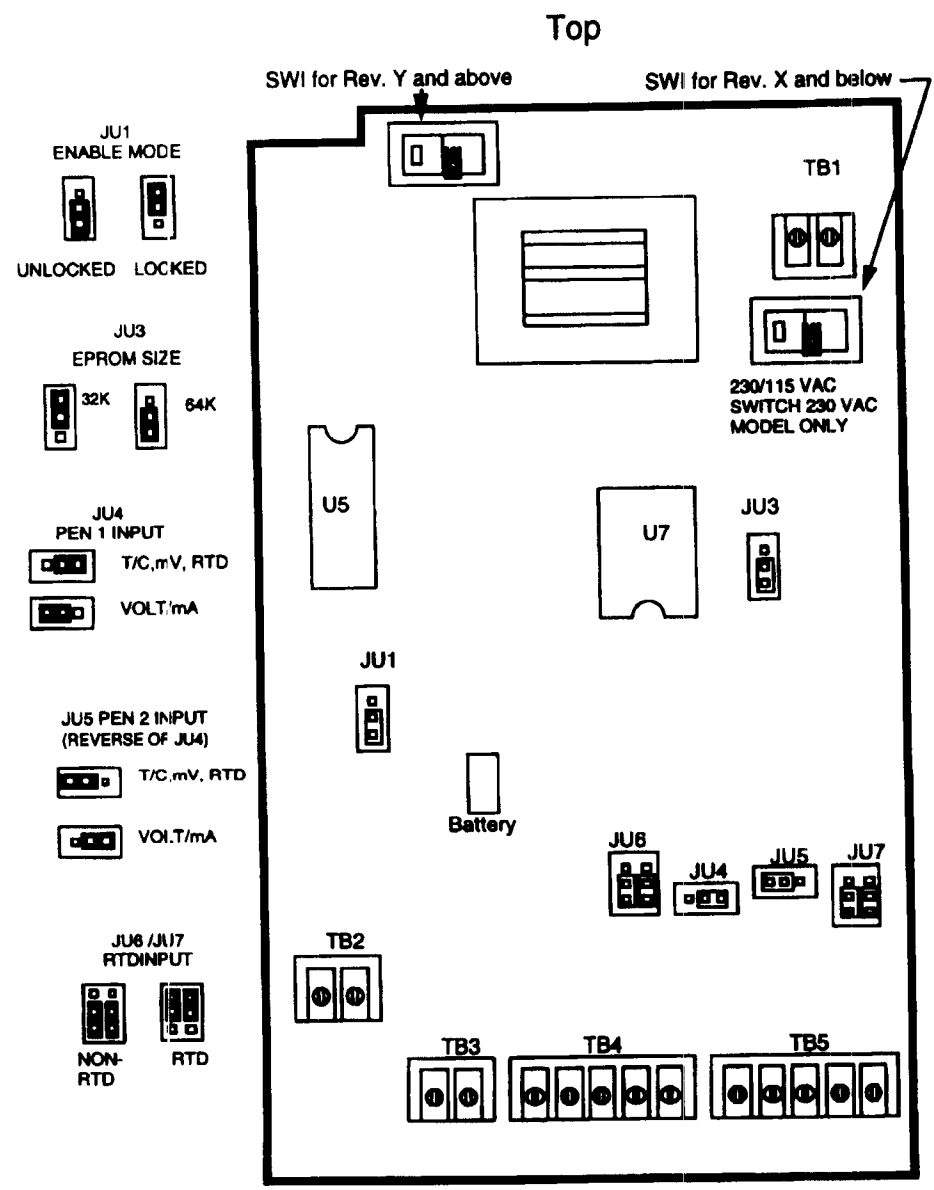 Top
SWI for Rev. Y and above
SWI for Rev. X and below
JU1
ENABLE MODE
UNLOCKED LOCKED
TB1
JU3
EPROM SIZE
32K
64K
230/115 VAC
SWITCH 230 VAC
MODEL ONLY
U5
U7
JU3
JU4
PEN 1 INPUT
T/C,mV, RTD
VOLT/mA
JU1
JU5 PEN 2 INPUT
(REVERSE OF JU4)
T/C,mV, RTD
VOLT/mA
Battery
JU6
JU4
JU5
JU7
JU6 /JU7
RTDINPUT
NON-
RTD
RTD
TB2
TB3
TB4
TB5